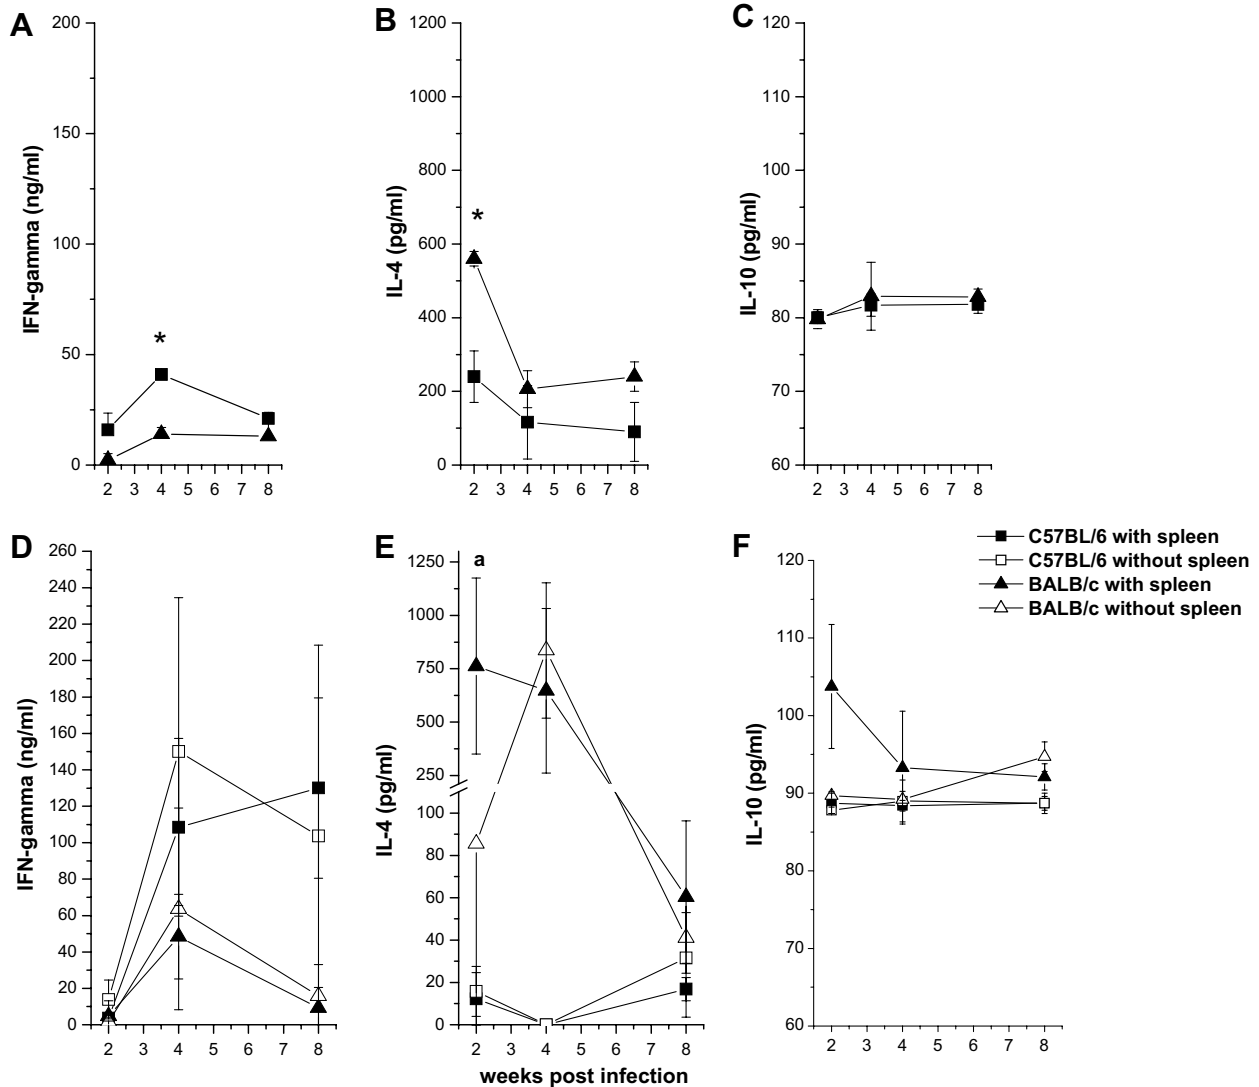 A
IFN-gamma (ng/ml)
200
150
100
50
0
*
2 3 4 5 6 7 8
B
IL-4 (pg/ml)
1200
1000
800
600
400
200
0
*
2 3 4 5 6 7 8
C
IL-10 (pg/ml)
120
110
100
90
80
70
60
2 3 4 5 6 7 8
D
IFN-gamma (ng/ml)
260
240
220
200
180
160
140
120
100
80
60
40
20
0
2 3 4 5 6 7 8
E
IL-4 (pg/ml)
1250
1000
750
500
250
100
80
60
40
20
0
a
2 3 4 5 6 7 8
weeks post infection
F
IL-10 (pg/ml)
120
110
100
90
80
70
60
2 3 4 5 6 7 8
C57BL/6 with spleen
C57BL/6 without spleen
BALB/c with spleen
BALB/c without spleen